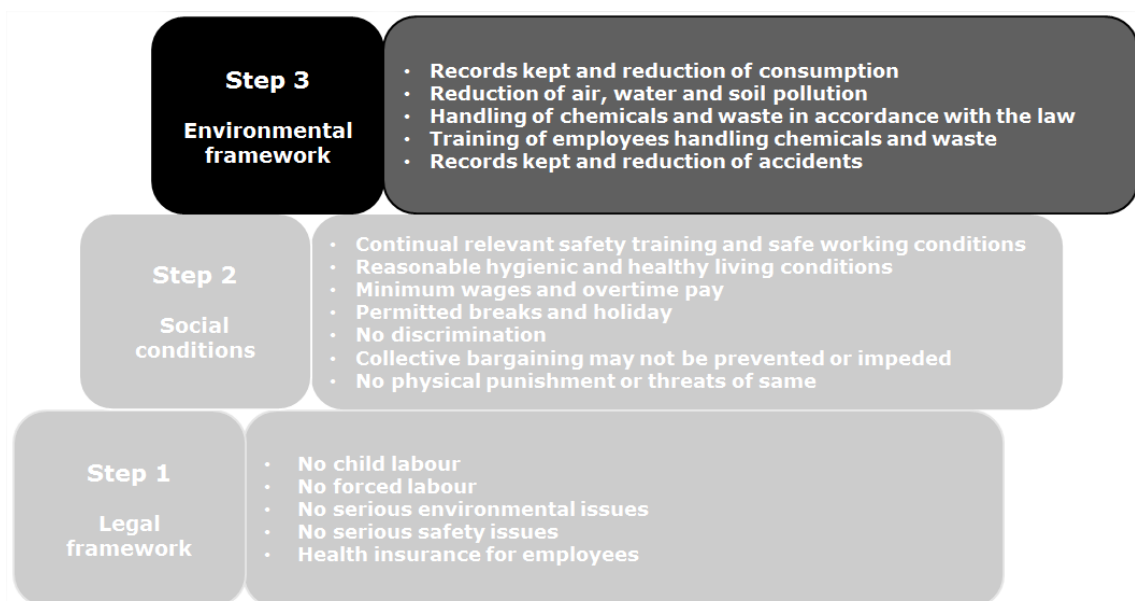 Step 3
Environmental
framework
• Records kept and reduction of consumption
• Reduction of air, water and soil pollution
• Handling of chemicals and waste in accordance with the law
• Training of employees handling chemicals and waste
• Records kept and reduction of accidents
Step 2
Social
conditions
• Continual relevant safety training and safe working conditions
• Reasonable hygienic and healthy living conditions
• Minimum wages and overtime pay
• Permitted breaks and holiday
• No discrimination
• Collective bargaining may not be prevented or impeded
• No physical punishment or threats of same
Step 1
Legal
framework
• No child labour
• No forced labour
• No serious environmental issues
• No serious safety issues
• Health insurance for employees